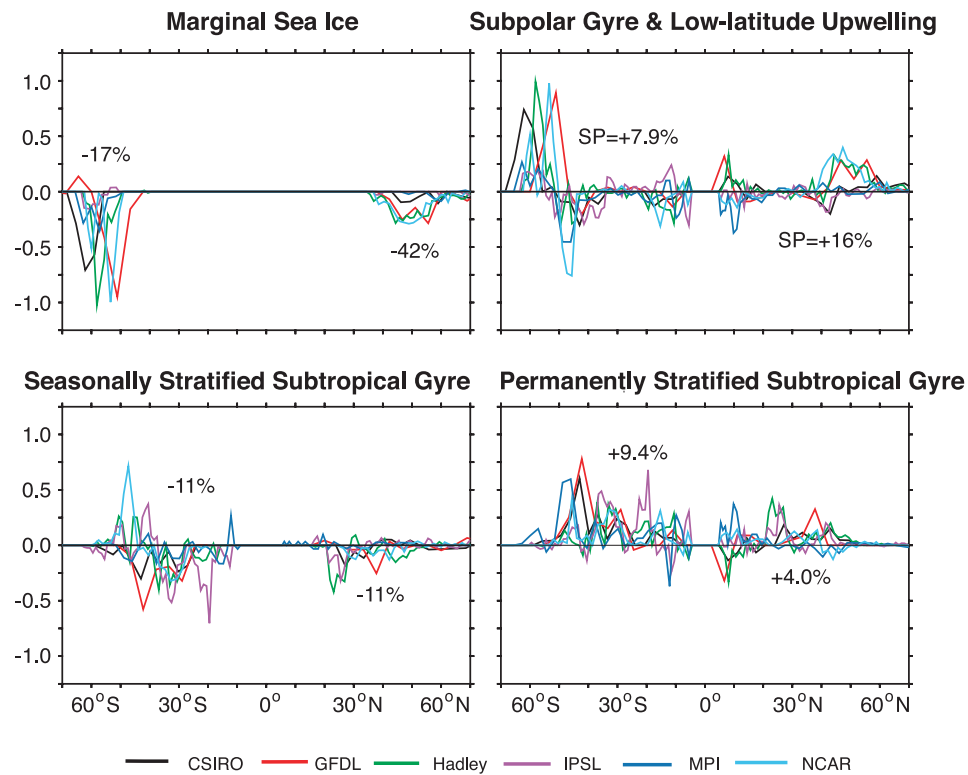 Marginal Sea Ice
Subpolar Gyre & Low-latitude Upwelling
1.0
0.5
0.0
-0.5
-1.0
-17%
-42%
SP=+7.9%
SP=+16%
Seasonally Stratified Subtropical Gyre
Permanently Stratified Subtropical Gyre
1.0
0.5
0.0
-0.5
-1.0
-11%
-11%
+9.4%
+4.0%
60°S 30°S 0° 30°N 60°N
60°S 30°S 0° 30°N 60°N
CSIRO GFDL Hadley IPSL MPI NCAR